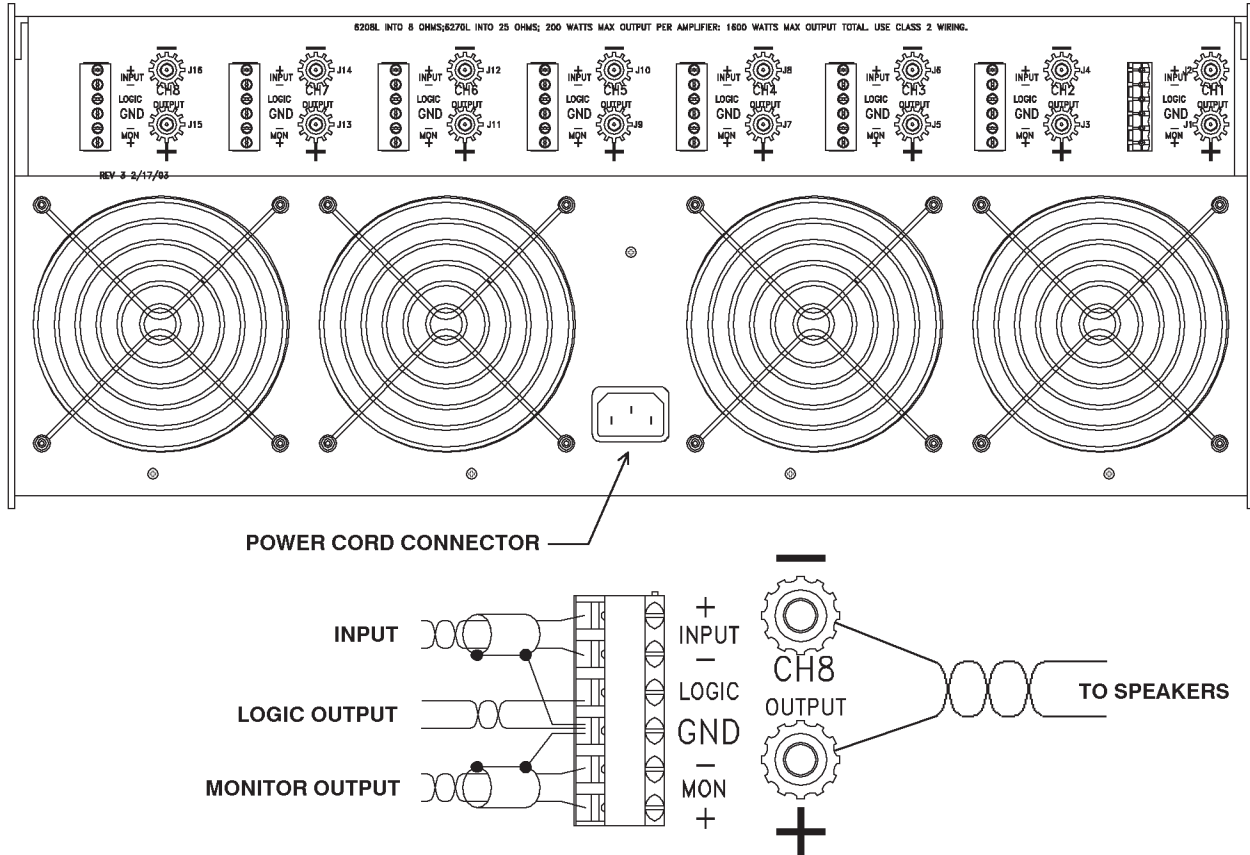 6208L INTO 8 OHMS;6270L INTO 25 OHMS; 200 WATTS MAX OUTPUT PER AMPLIFIER: 1600 WATTS MAX OUTPUT TOTAL. USE CLASS 2 WIRING.
+ − J16
INPUT CH8
−
LOGIC OUTPUT
GND J15
−
MON
+ +
+ − J14
INPUT CH7
−
LOGIC OUTPUT
GND J13
−
MON
+ +
+ − J12
INPUT CH6
−
LOGIC OUTPUT
GND J11
−
MON
+ +
+ − J10
INPUT CH5
−
LOGIC OUTPUT
GND J9
−
MON
+ +
+ − J8
INPUT CH4
−
LOGIC OUTPUT
GND J7
−
MON
+ +
+ − J6
INPUT CH3
−
LOGIC OUTPUT
GND J5
−
MON
+ +
+ − J4
INPUT CH2
−
LOGIC OUTPUT
GND J3
−
MON
+ +
+ − J2
INPUT CH1
−
LOGIC OUTPUT
GND J1
−
MON
+ +
REV 3 2/17/03
POWER CORD CONNECTOR
INPUT
LOGIC OUTPUT
MONITOR OUTPUT
+
INPUT
−
LOGIC
GND
−
MON
+
−
CH8
OUTPUT
+
TO SPEAKERS